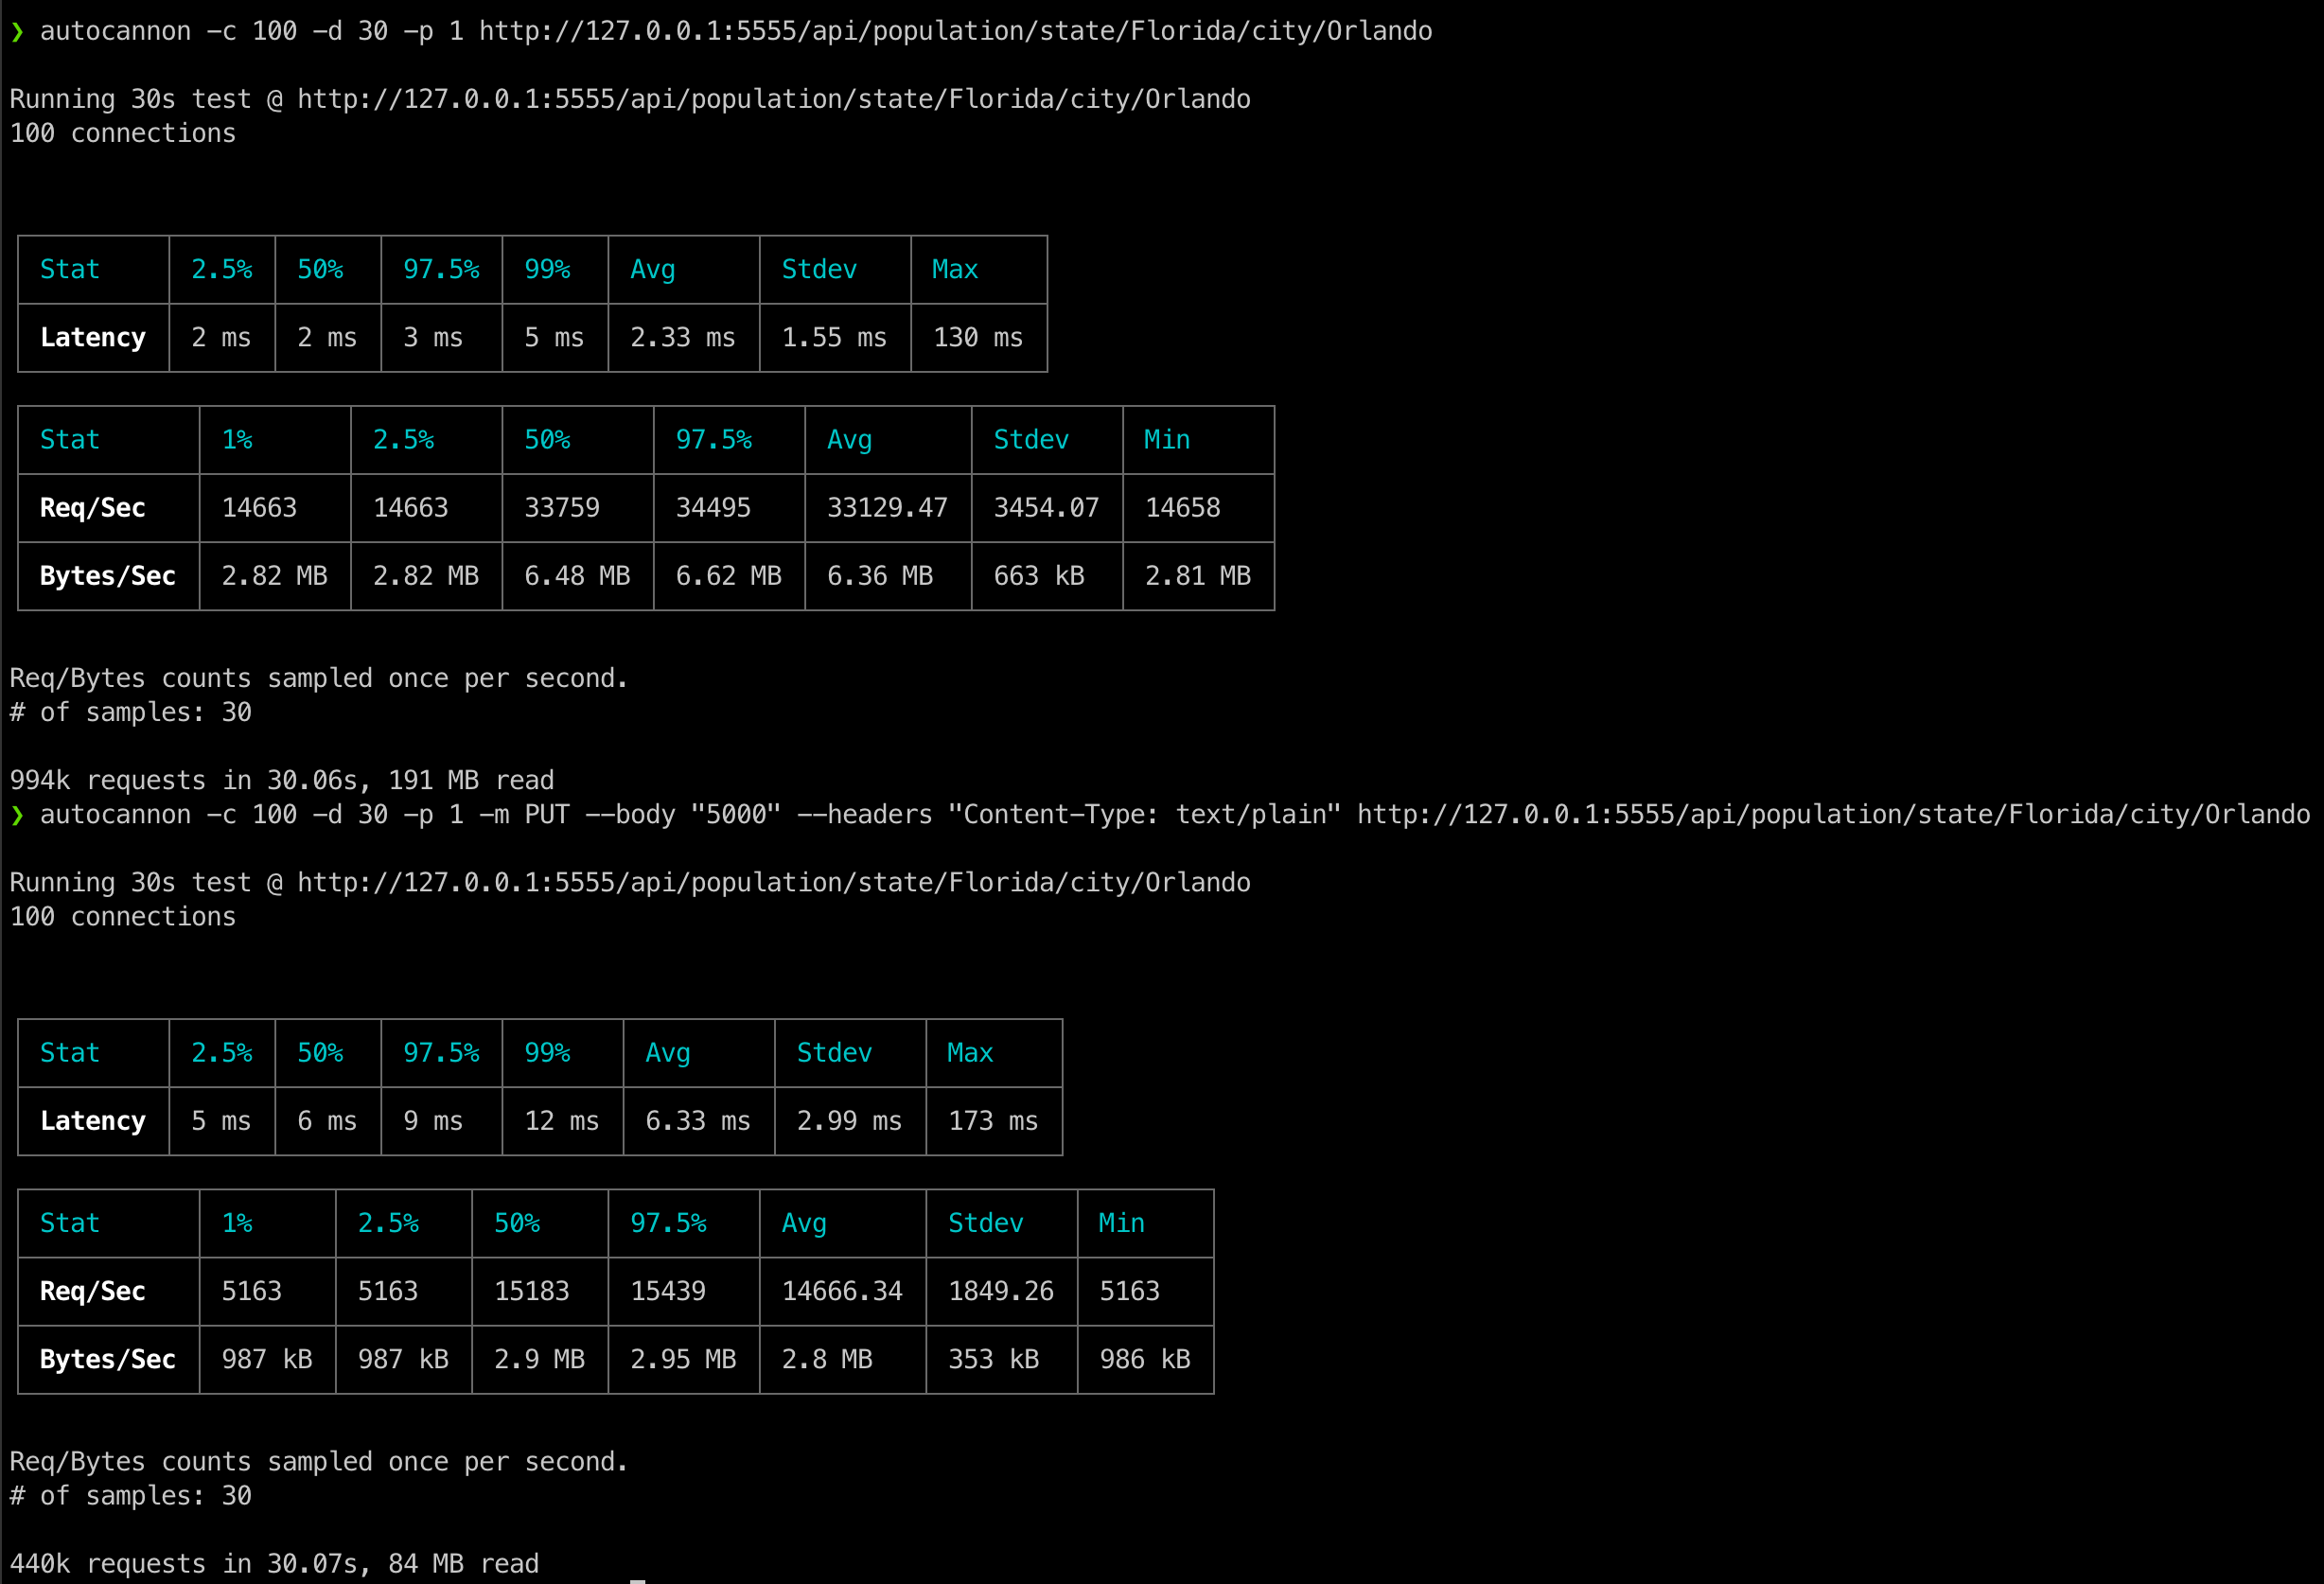 ❯ autocannon -c 100 -d 30 -p 1 http://127.0.0.1:5555/api/population/state/Florida/city/Orlando
Running 30s test @ http://127.0.0.1:5555/api/population/state/Florida/city/Orlando
100 connections
Stat 2.5% 50% 97.5% 99% Avg Stdev Max
Latency 2 ms 2 ms 3 ms 5 ms 2.33 ms 1.55 ms 130 ms
Stat 1% 2.5% 50% 97.5% Avg Stdev Min
Req/Sec 14663 14663 33759 34495 33129.47 3454.07 14658
Bytes/Sec 2.82 MB 2.82 MB 6.48 MB 6.62 MB 6.36 MB 663 kB 2.81 MB
Req/Bytes counts sampled once per second.
# of samples: 30
994k requests in 30.06s, 191 MB read
❯ autocannon -c 100 -d 30 -p 1 -m PUT --body "5000" --headers "Content-Type: text/plain" http://127.0.0.1:5555/api/population/state/Florida/city/Orlando
Running 30s test @ http://127.0.0.1:5555/api/population/state/Florida/city/Orlando
100 connections
Stat 2.5% 50% 97.5% 99% Avg Stdev Max
Latency 5 ms 6 ms 9 ms 12 ms 6.33 ms 2.99 ms 173 ms
Stat 1% 2.5% 50% 97.5% Avg Stdev Min
Req/Sec 5163 5163 15183 15439 14666.34 1849.26 5163
Bytes/Sec 987 kB 987 kB 2.9 MB 2.95 MB 2.8 MB 353 kB 986 kB
Req/Bytes counts sampled once per second.
# of samples: 30
440k requests in 30.07s, 84 MB read